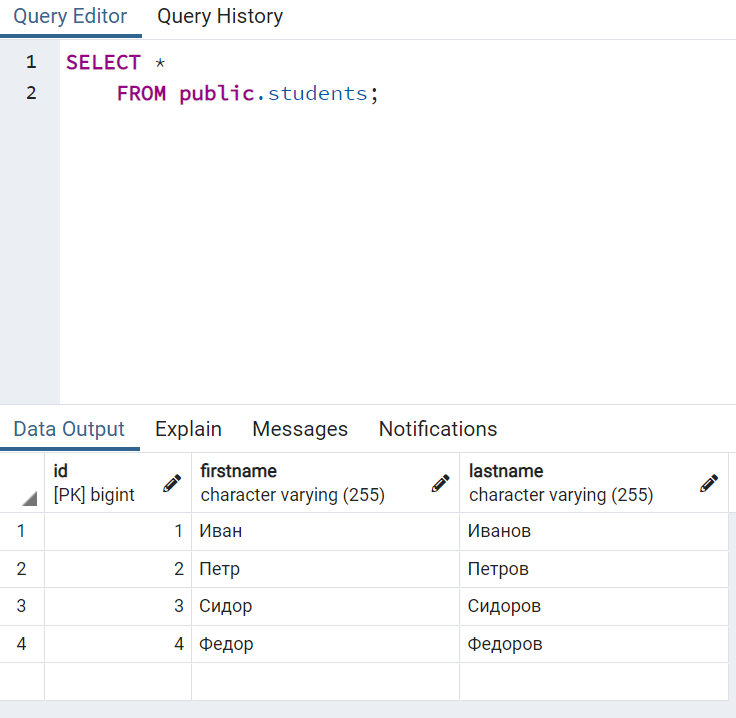 Query Editor Query History
1 SELECT *
2 FROM public.students;
Data Output Explain Messages Notifications
id firstname lastname
[PK] bigint character varying (255) character varying (255)
1 1 Иван Иванов
2 2 Петр Петров
3 3 Сидор Сидоров
4 4 Федор Федоров